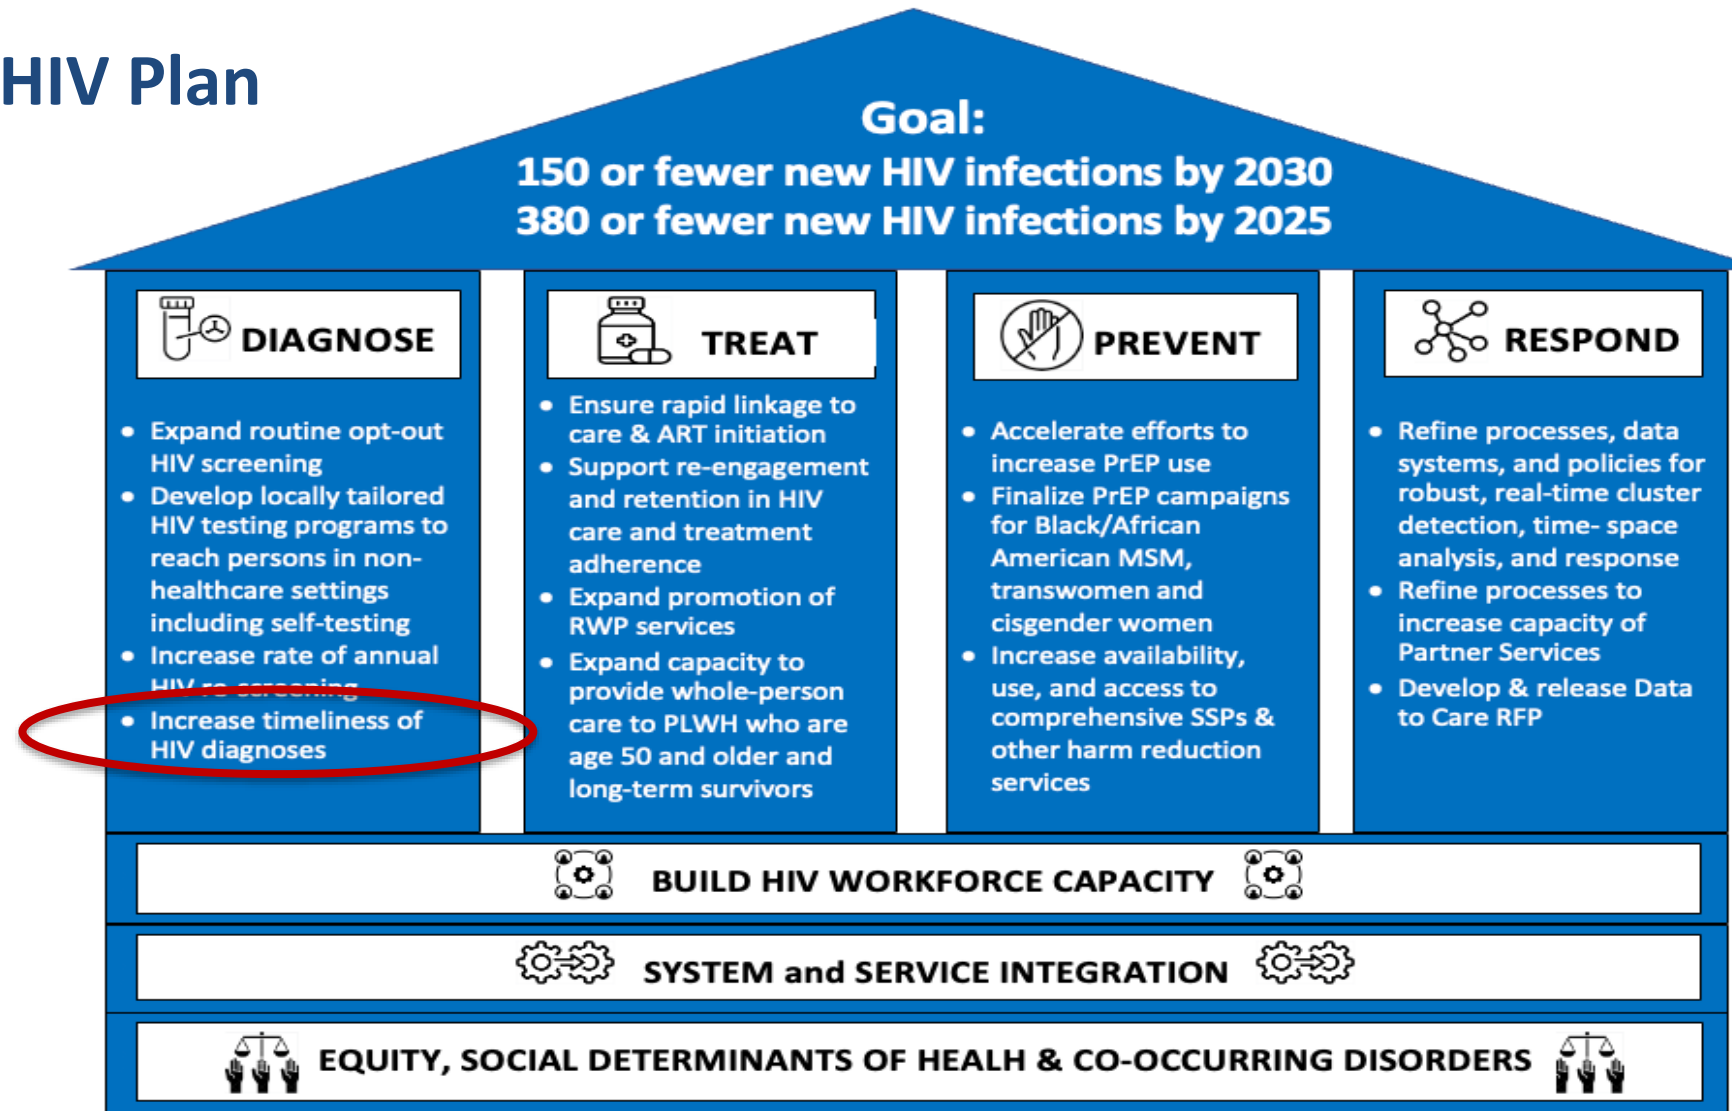 HIV Plan
Goal:
150 or fewer new HIV infections by 2030
380 or fewer new HIV infections by 2025
DIAGNOSE
• Expand routine opt-out
HIV screening
• Develop locally tailored
HIV testing programs to
reach persons in non-
healthcare settings
including self-testing
• Increase rate of annual
HIV re-screening
• Increase timeliness of
HIV diagnoses
TREAT
• Ensure rapid linkage to
care & ART initiation
• Support re-engagement
and retention in HIV
care and treatment
adherence
• Expand promotion of
RWP services
• Expand capacity to
provide whole-person
care to PLWH who are
age 50 and older and
long-term survivors
PREVENT
• Accelerate efforts to
increase PrEP use
• Finalize PrEP campaigns
for Black/African
American MSM,
transwomen and
cisgender women
• Increase availability,
use, and access to
comprehensive SSPs &
other harm reduction
services
RESPOND
• Refine processes, data
systems, and policies for
robust, real-time cluster
detection, time- space
analysis, and response
• Refine processes to
increase capacity of
Partner Services
• Develop & release Data
to Care RFP
BUILD HIV WORKFORCE CAPACITY
SYSTEM and SERVICE INTEGRATION
EQUITY, SOCIAL DETERMINANTS OF HEALH & CO-OCCURRING DISORDERS